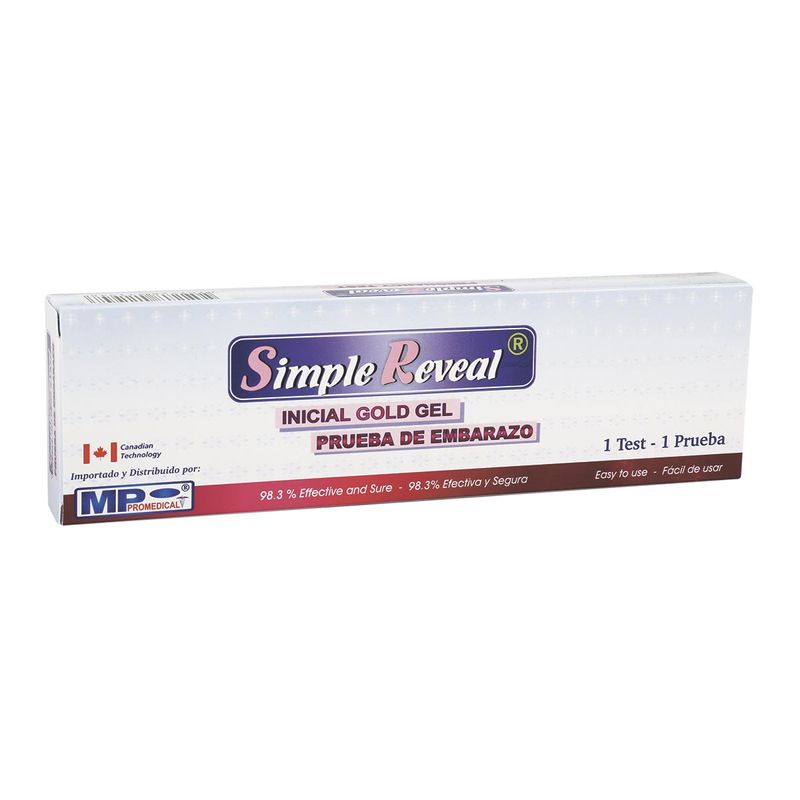 Simple Reveal ®
INICIAL GOLD GEL
PRUEBA DE EMBARAZO
1 Test - 1 Prueba
Canadian
Technology
Importado y Distribuido por:
MP ®
PROMEDICAL
98.3 % Effective and Sure - 98.3% Efectiva y Segura
Easy to use - Fácil de usar